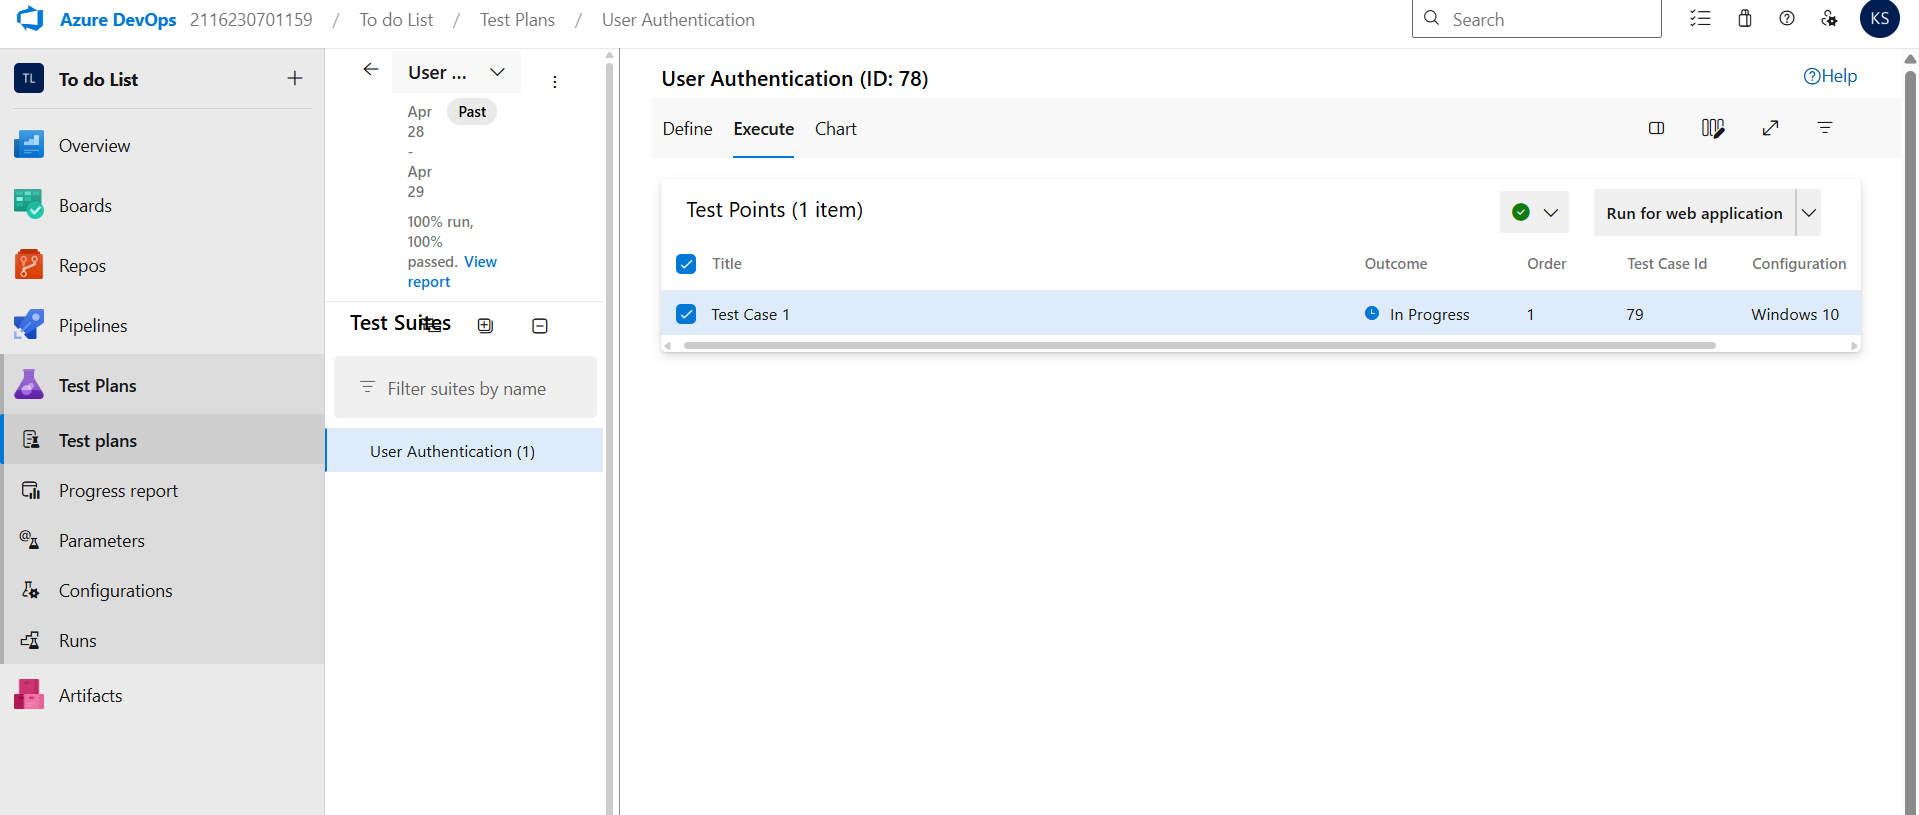 Azure DevOps 2116230701159 / To do List / Test Plans / User Authentication
Search
KS
TL To do List
Overview
Boards
Repos
Pipelines
Test Plans
Test plans
Progress report
Parameters
Configurations
Runs
Artifacts
User ...
Apr 28 - Apr 29
Past
100% run,
100%
passed. View
report
Test Suites
Filter suites by name
User Authentication (1)
User Authentication (ID: 78)
Help
Define Execute Chart
Test Points (1 item)
Run for web application
Title Outcome Order Test Case Id Configuration
Test Case 1 In Progress 1 79 Windows 10